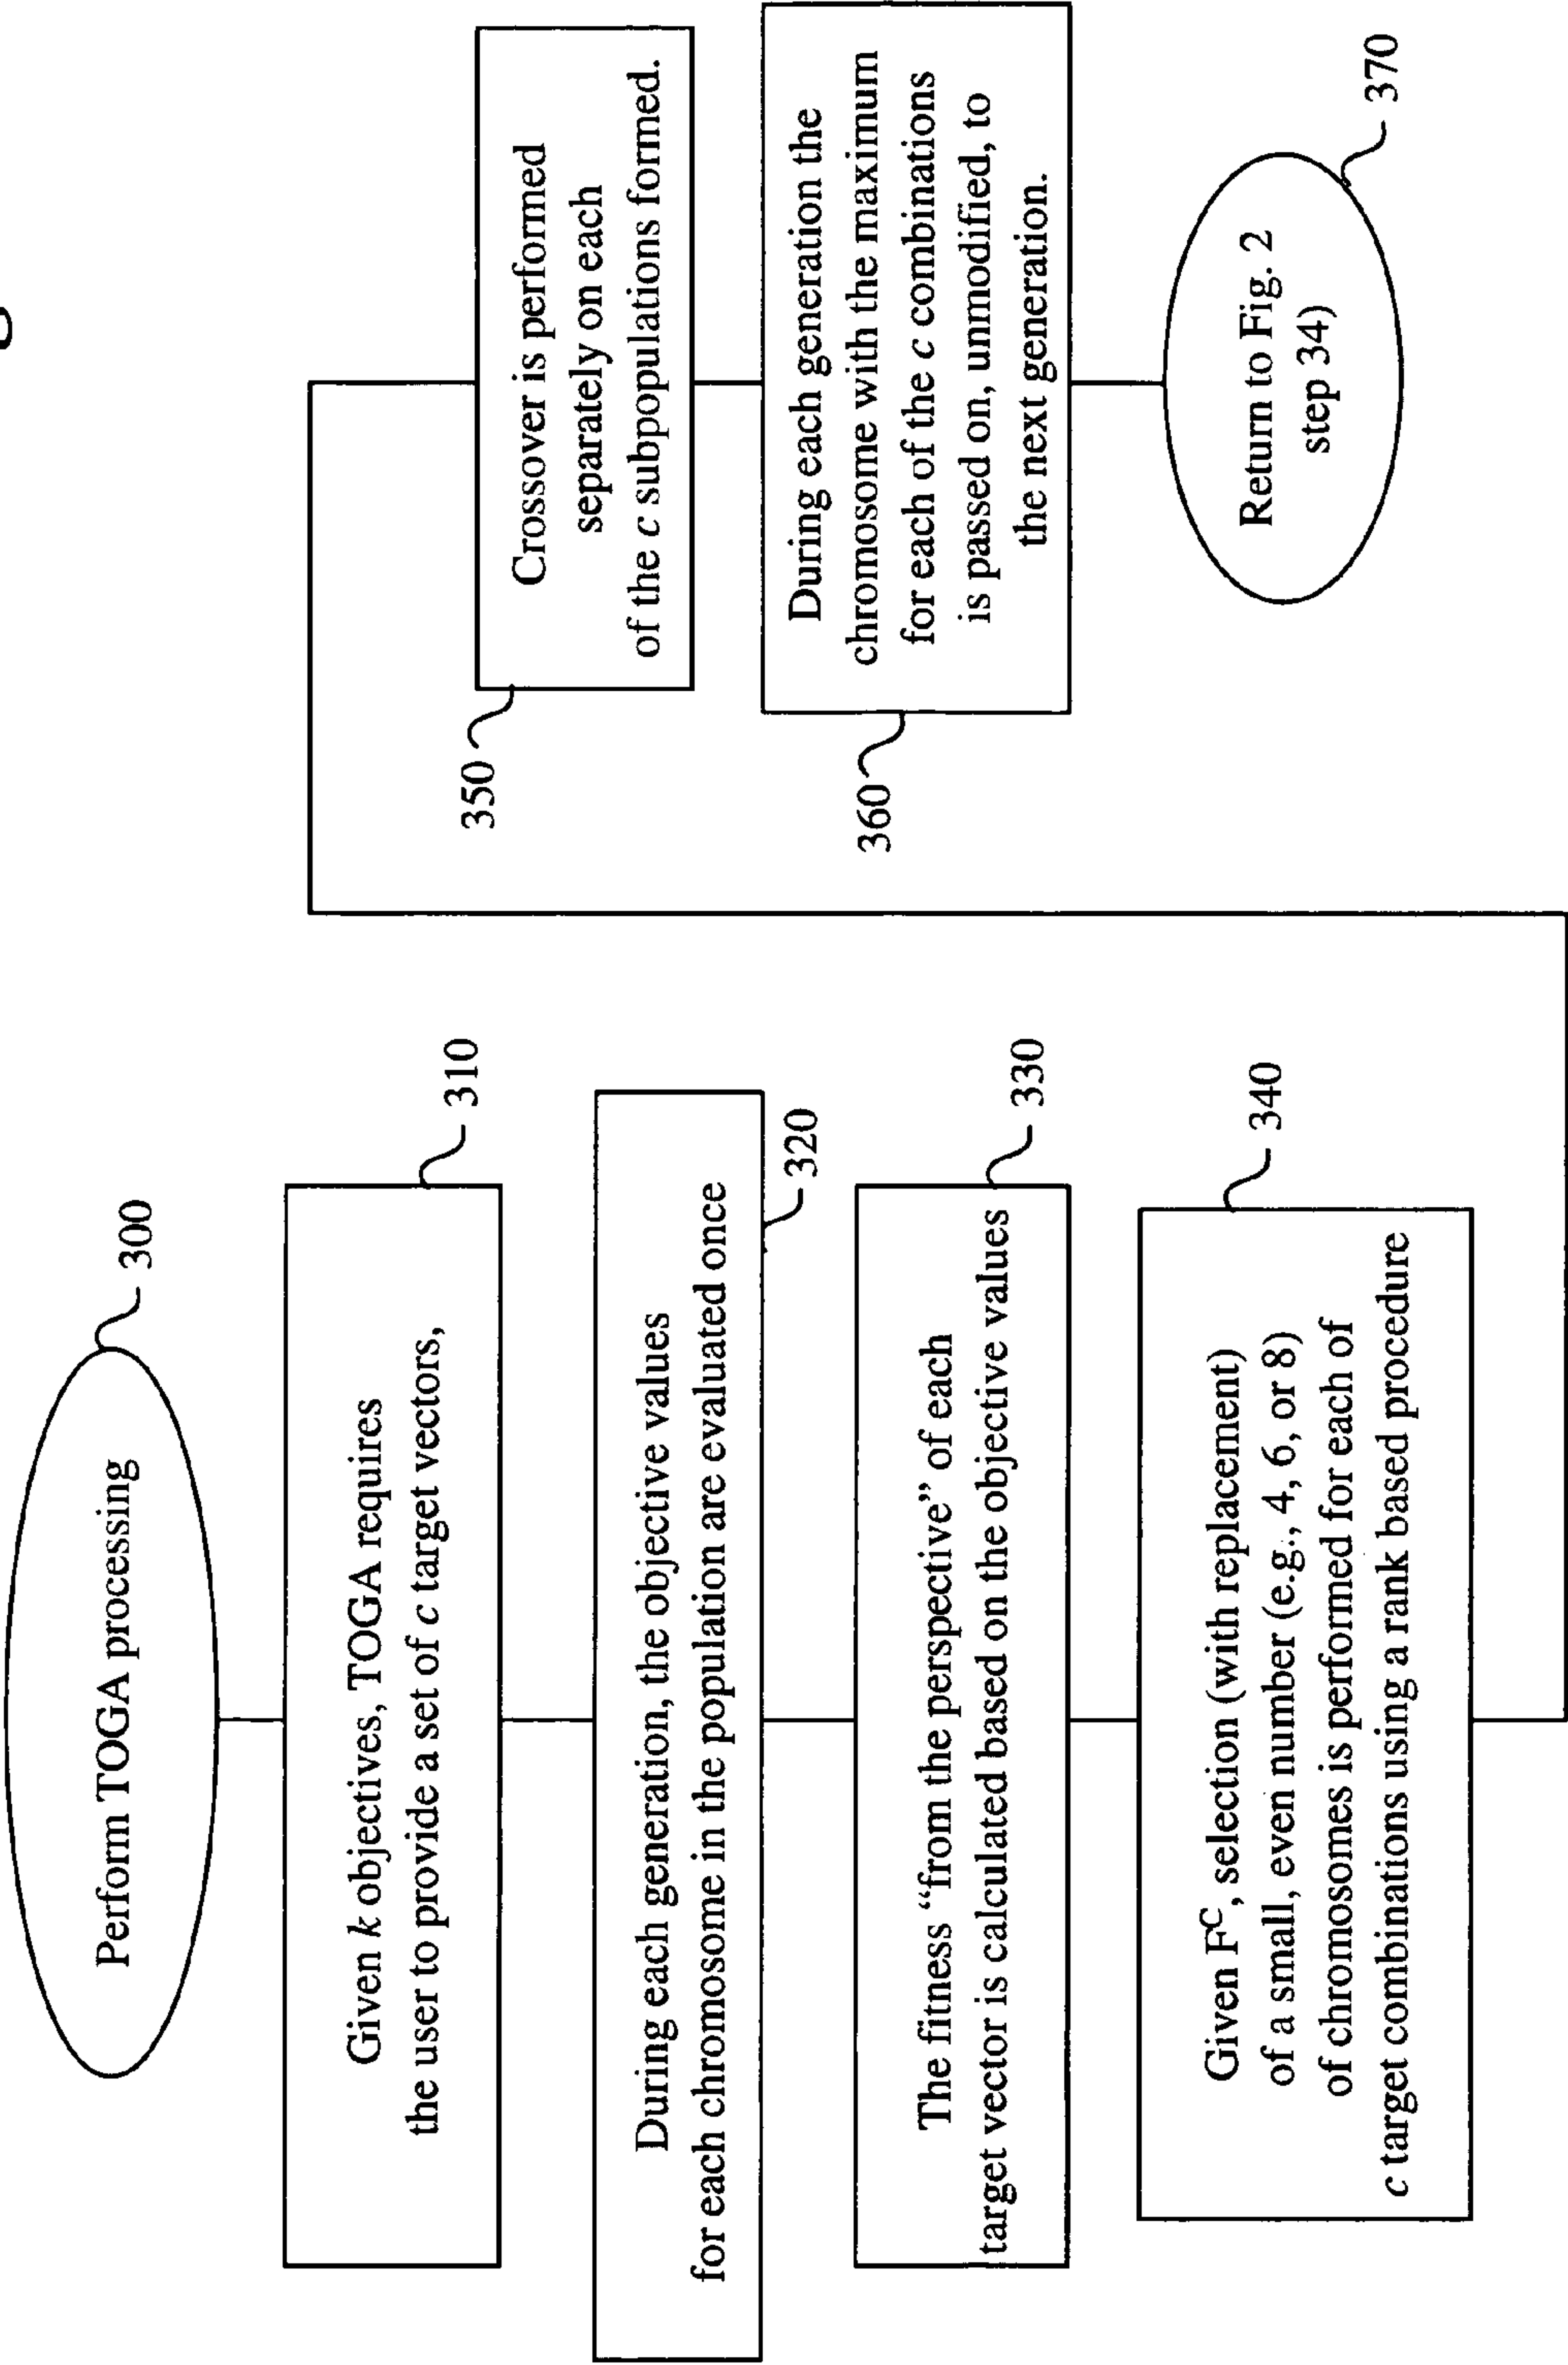 Perform TOGA processing
300
Given k objectives, TOGA requires
the user to provide a set of c target vectors,
310
During each generation, the objective values
for each chromosome in the population are evaluated once
320
The fitness “from the perspective” of each
target vector is calculated based on the objective values
330
Given F^C, selection (with replacement)
of a small, even number (e.g., 4, 6, or 8)
of chromosomes is performed for each of
c target combinations using a rank based procedure
340
350
Crossover is performed
separately on each
of the c subpopulations formed.
360
During each generation the
chromosome with the maximum
for each of the c combinations
is passed on, unmodified, to
the next generation.
Return to Fig. 2
step 34)
370